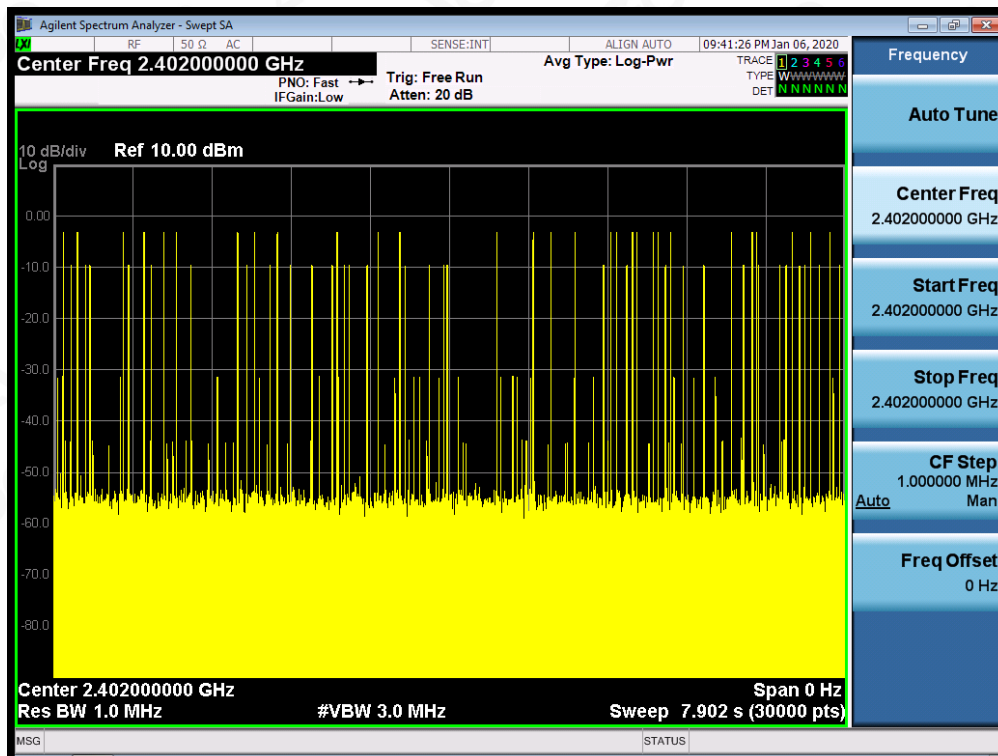 Agilent Spectrum Analyzer - Swept SA
LXI RF 50 Ω AC SENSE:INT ALIGN AUTO 09:41:26 PM Jan 06, 2020
Center Freq 2.402000000 GHz
PNO: Fast
IFGain:Low
Trig: Free Run
Atten: 20 dB
Avg Type: Log-Pwr
TRACE 1 2 3 4 5 6
TYPE W
DET N N N N N N
10 dB/div Ref 10.00 dBm
Log
0.00
-10.0
-20.0
-30.0
-40.0
-50.0
-60.0
-70.0
-80.0
Center 2.402000000 GHz Span 0 Hz
Res BW 1.0 MHz #VBW 3.0 MHz Sweep 7.902 s (30000 pts)
MSG STATUS
Frequency
Auto Tune
Center Freq
2.402000000 GHz
Start Freq
2.402000000 GHz
Stop Freq
2.402000000 GHz
CF Step
1.000000 MHz
Auto Man
Freq Offset
0 Hz